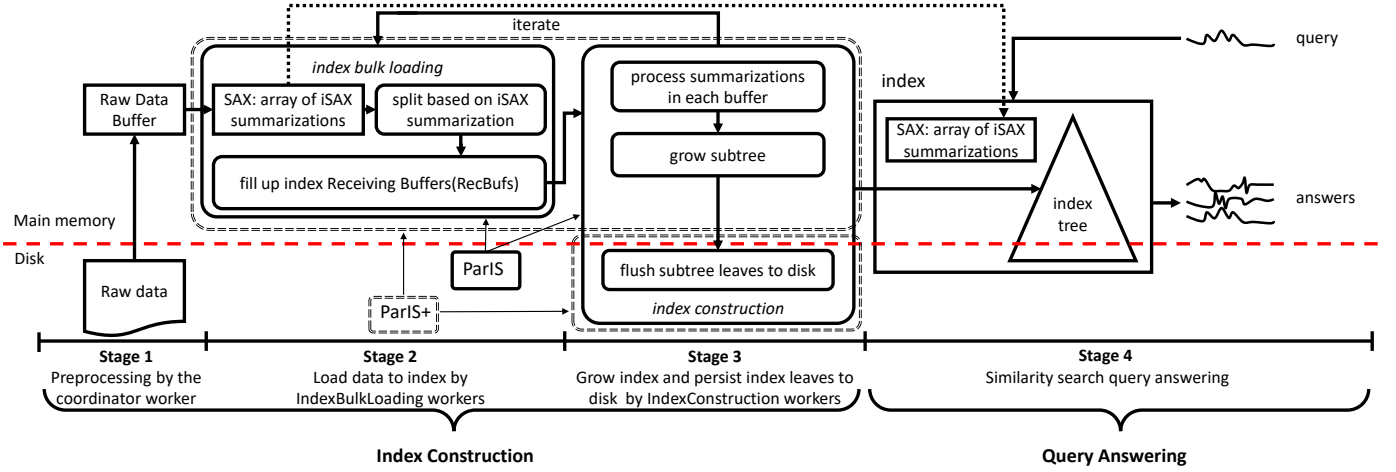 iterate
index bulk loading
Raw Data
Buffer
SAX: array of iSAX
summarizations
split based on iSAX
summarization
fill up index Receiving Buffers(RecBufs)
process summarizations
in each buffer
grow subtree
flush subtree leaves to disk
index construction
index
SAX: array of iSAX
summarizations
index
tree
query
answers
Main memory
Disk
Raw data
ParIS
ParIS+
Stage 1
Preprocessing by the
coordinator worker
Stage 2
Load data to index by
IndexBulkLoading workers
Stage 3
Grow index and persist index leaves to
disk by IndexConstruction workers
Stage 4
Similarity search query answering
Index Construction
Query Answering